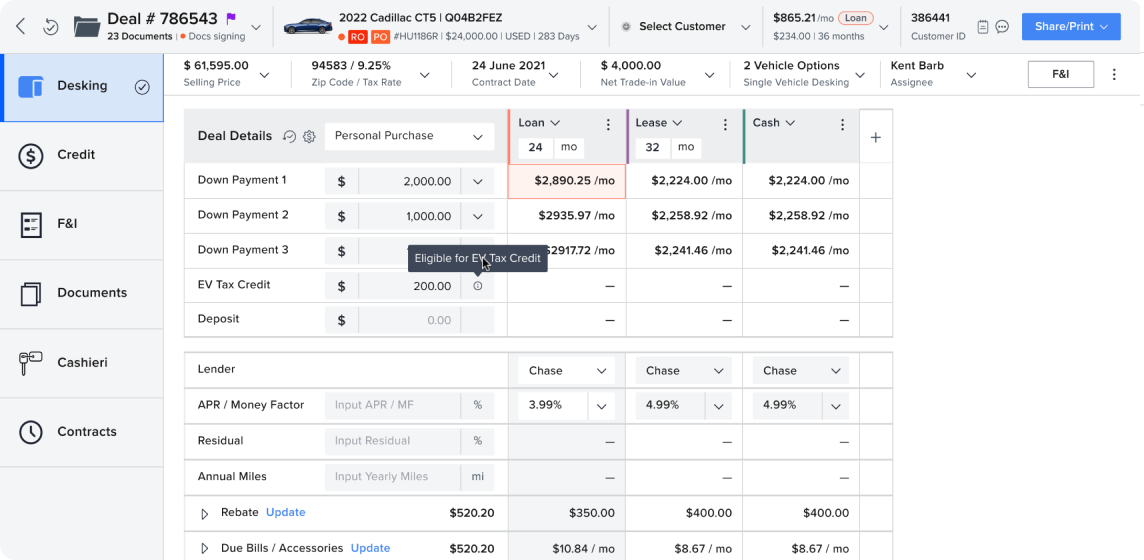 Deal # 786543
23 Documents | Docs signing
2022 Cadillac CT5 | Q04B2FEZ
RO PO #HU1186R | $24,000.00 | USED | 283 Days
Select Customer
$865.21/mo Loan
$234.00 | 36 months
386441
Customer ID
Share/Print
$ 61,595.00
Selling Price
94583 / 9.25%
Zip Code / Tax Rate
24 June 2021
Contract Date
$ 4,000.00
Net Trade-in Value
2 Vehicle Options
Single Vehicle Desking
Kent Barb
Assignee
F&I
Desking
Credit
F&I
Documents
Cashieri
Contracts
Deal Details Personal Purchase
Loan
24 mo
Lease
32 mo
Cash
+
Down Payment 1 $ 2,000.00 $2,890.25 /mo $2,224.00 /mo $2,224.00 /mo
Down Payment 2 $ 1,000.00 $2935.97 /mo $2,258.92 /mo $2,258.92 /mo
Down Payment 3 $ $2917.72 /mo $2,241.46 /mo $2,241.46 /mo
Eligible for EV Tax Credit
EV Tax Credit $ 200.00 – – –
Deposit $ 0.00 – – –
Lender Chase Chase Chase
APR / Money Factor Input APR / MF % 3.99% 4.99% 4.99%
Residual Input Residual % – – –
Annual Miles Input Yearly Miles mi – – –
Rebate Update $520.20 $350.00 $400.00 $400.00
Due Bills / Accessories Update $520.20 $10.84 / mo $8.67 / mo $8.67 / mo